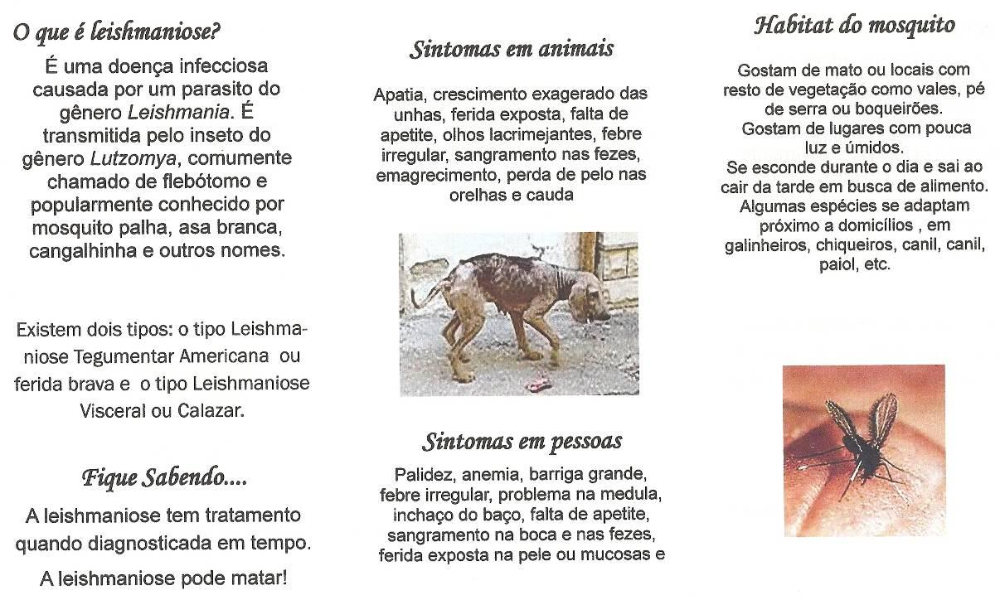 O que é leishmaniose?
É uma doença infecciosa
causada por um parasito do
gênero Leishmania. É
transmitida pelo inseto do
gênero Lutzomya, comumente
chamado de flebótomo e
popularmente conhecido por
mosquito palha, asa branca,
cangalhinha e outros nomes.
Existem dois tipos: o tipo Leishma-
niose Tegumentar Americana ou
ferida brava e o tipo Leishmaniose
Visceral ou Calazar.
Fique Sabendo....
A leishmaniose tem tratamento
quando diagnosticada em tempo.
A leishmaniose pode matar!
Sintomas em animais
Apatia, crescimento exagerado das
unhas, ferida exposta, falta de
apetite, olhos lacrimejantes, febre
irregular, sangramento nas fezes,
emagrecimento, perda de pelo nas
orelhas e cauda
Sintomas em pessoas
Palidez, anemia, barriga grande,
febre irregular, problema na medula,
inchaço do baço, falta de apetite,
sangramento na boca e nas fezes,
ferida exposta na pele ou mucosas e
Habitat do mosquito
Gostam de mato ou locais com
resto de vegetação como vales, pé
de serra ou boqueirões.
Gostam de lugares com pouca
luz e úmidos.
Se esconde durante o dia e sai ao
cair da tarde em busca de alimento.
Algumas espécies se adaptam
próximo a domicílios , em
galinheiros, chiqueiros, canil, canil,
paiol, etc.